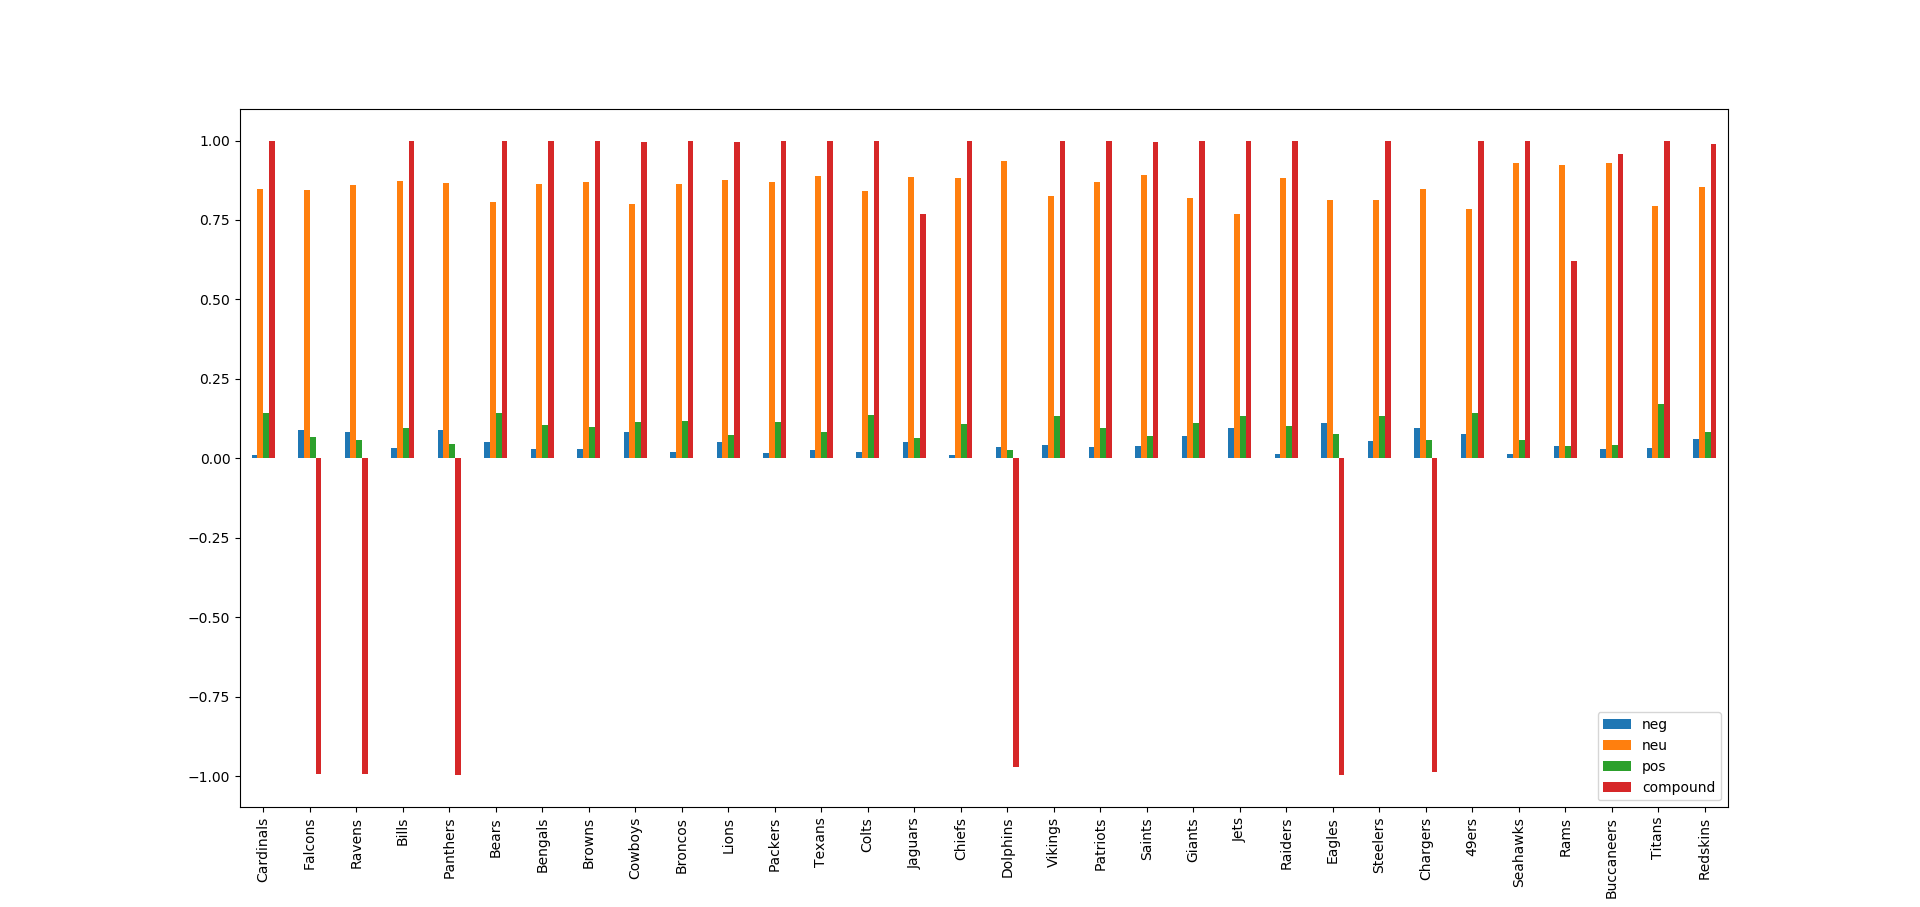 1.00
0.75
0.50
0.25
0.00
−0.25
−0.50
−0.75
−1.00
neg
neu
pos
compound
Cardinals
Falcons
Ravens
Bills
Panthers
Bears
Bengals
Browns
Cowboys
Broncos
Lions
Packers
Texans
Colts
Jaguars
Chiefs
Dolphins
Vikings
Patriots
Saints
Giants
Jets
Raiders
Eagles
Steelers
Chargers
49ers
Seahawks
Rams
Buccaneers
Titans
Redskins